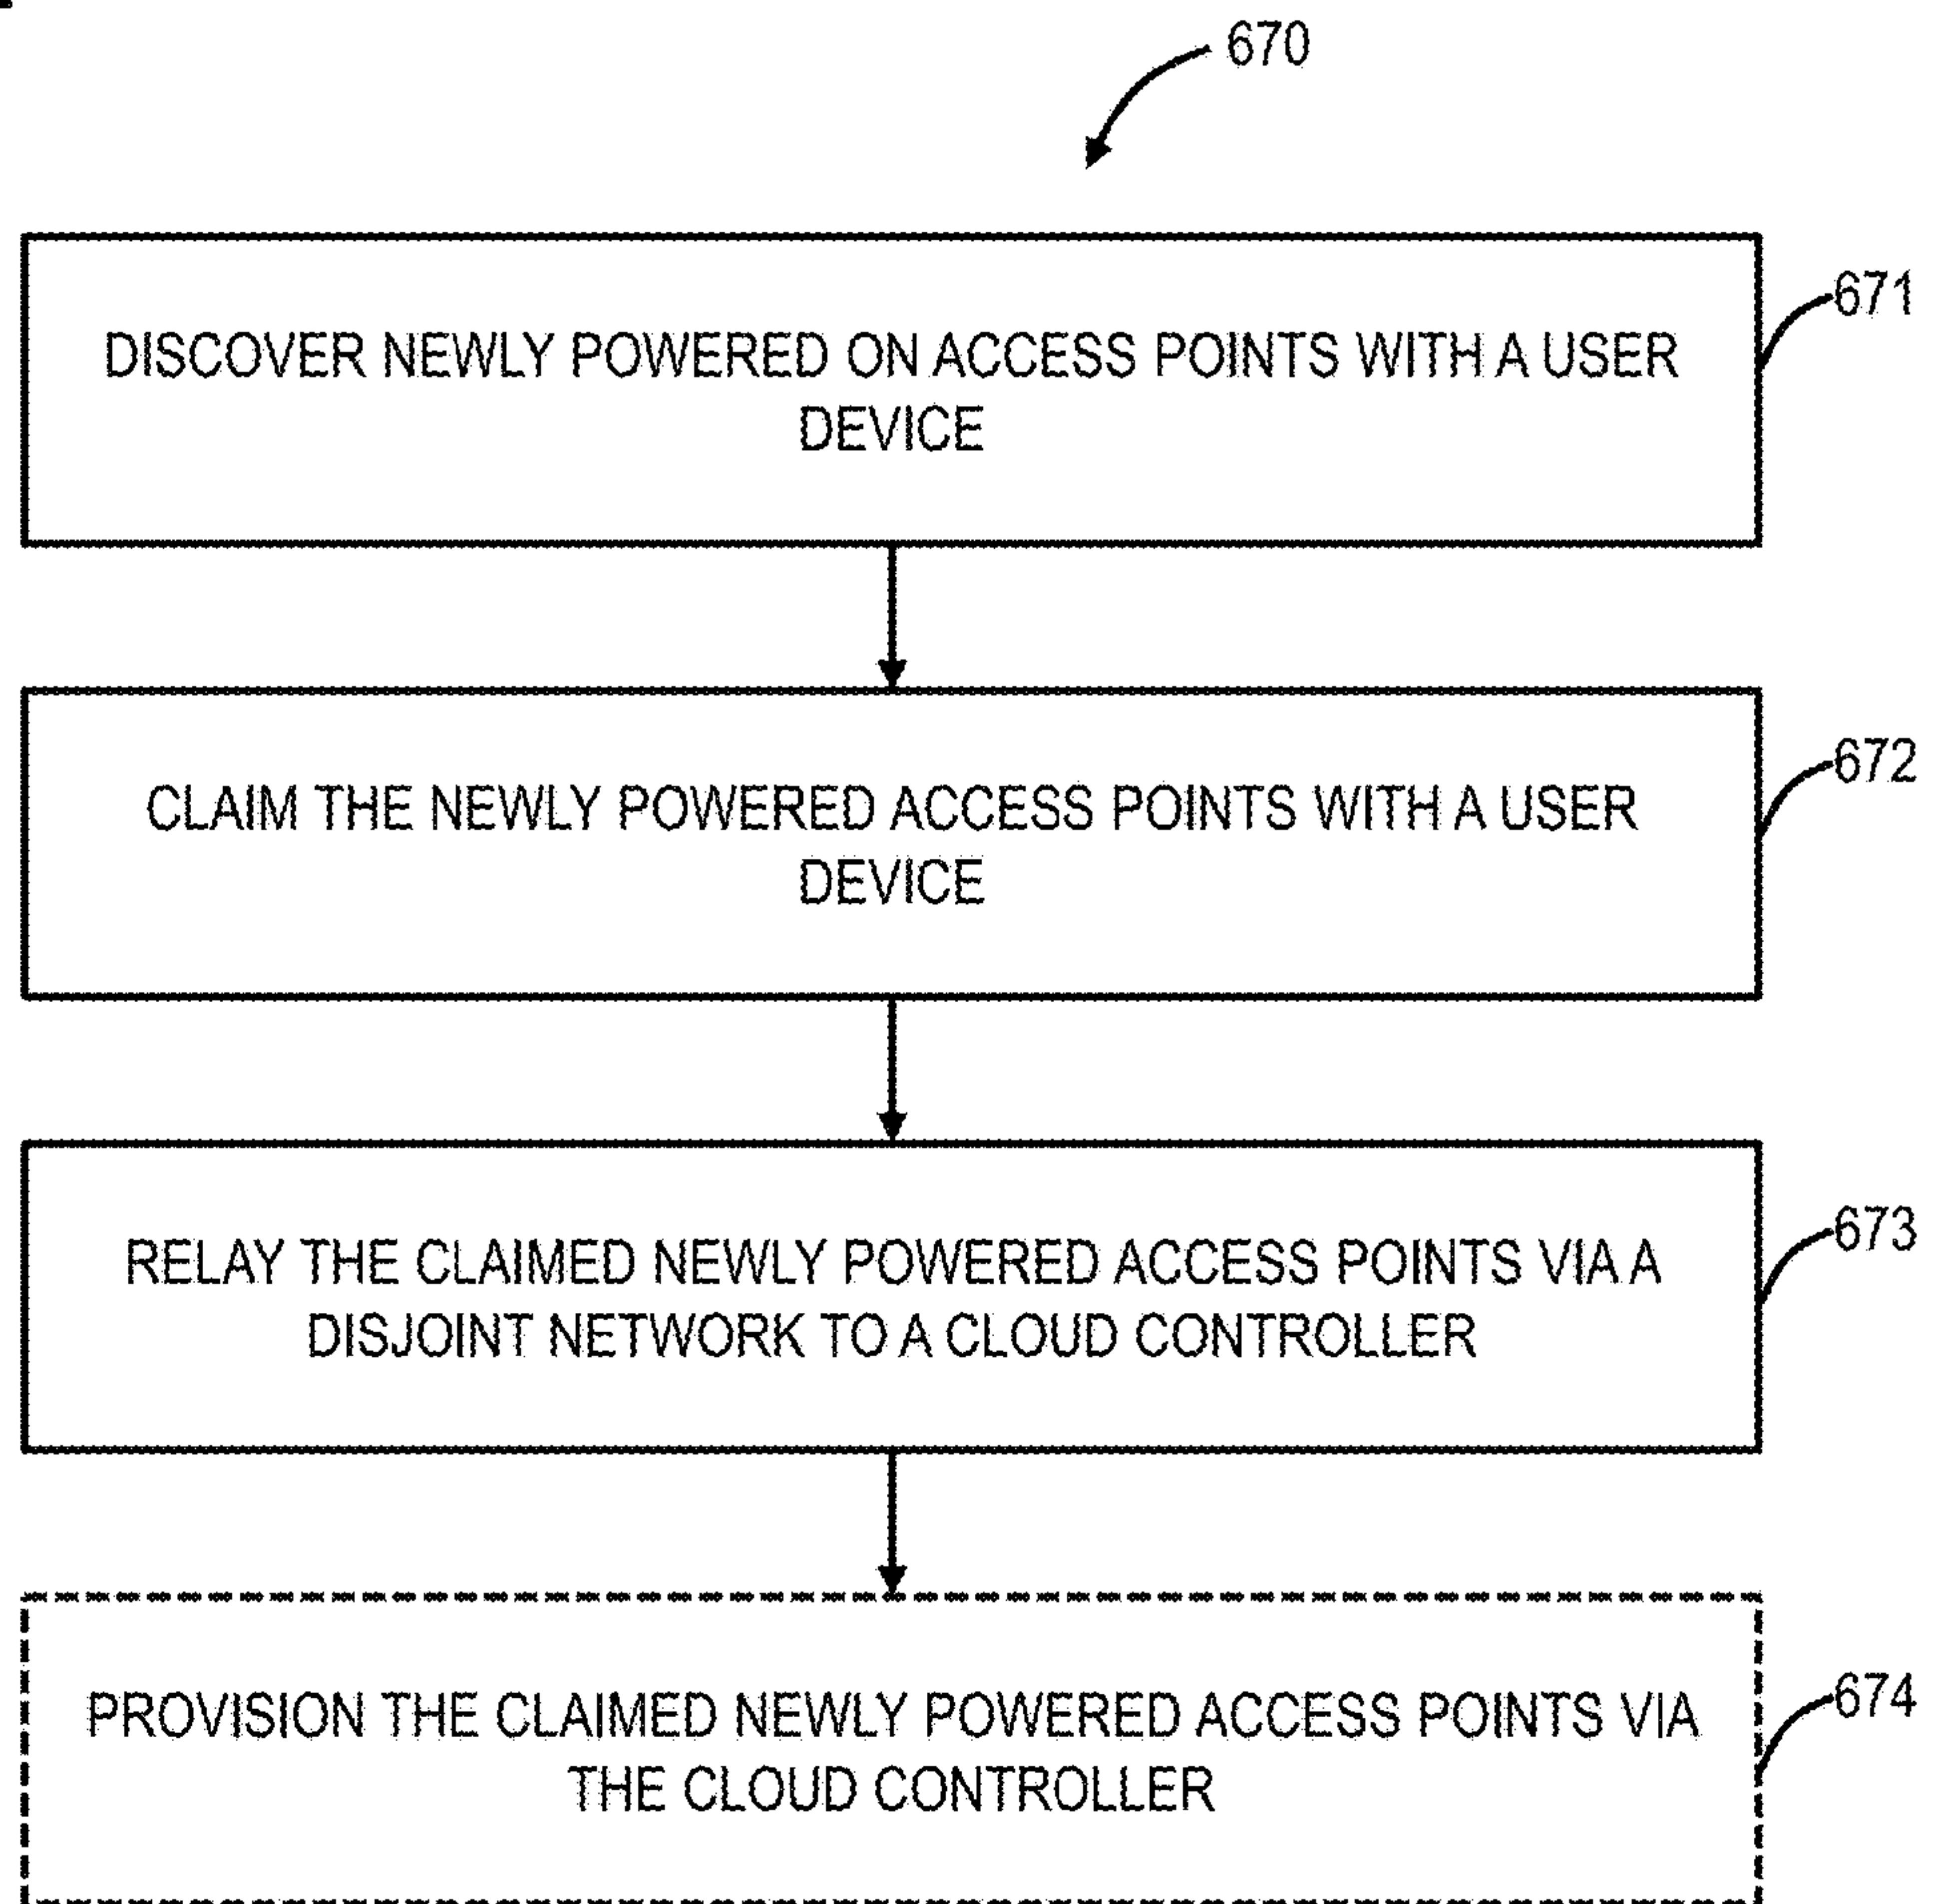 670
DISCOVER NEWLY POWERED ON ACCESS POINTS WITH A USER
DEVICE
671
CLAIM THE NEWLY POWERED ACCESS POINTS WITH A USER
DEVICE
672
RELAY THE CLAIMED NEWLY POWERED ACCESS POINTS VIA A
DISJOINT NETWORK TO A CLOUD CONTROLLER
673
PROVISION THE CLAIMED NEWLY POWERED ACCESS POINTS VIA
THE CLOUD CONTROLLER
674